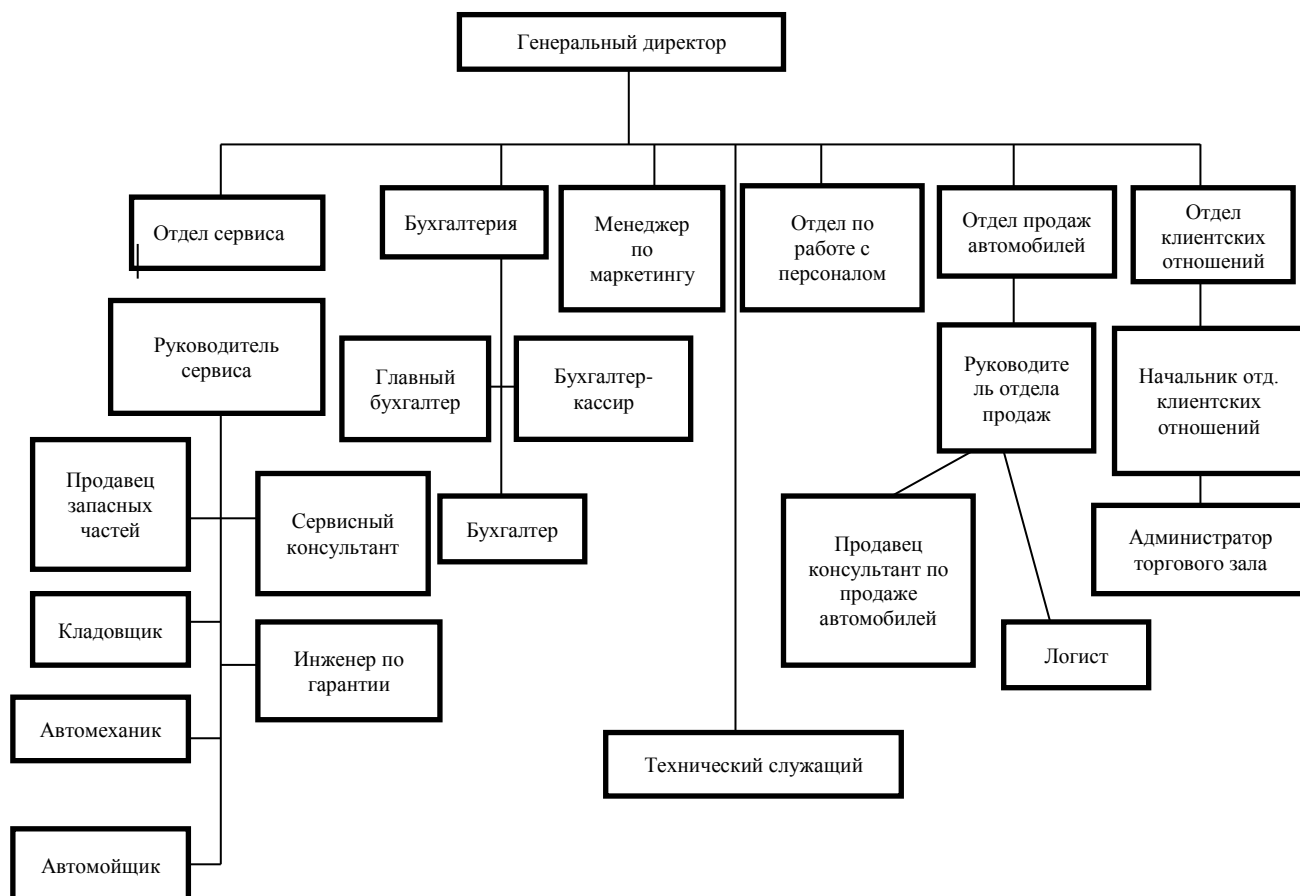 Генеральный директор
Отдел сервиса
Бухгалтерия
Менеджер
по
маркетингу
Отдел по
работе с
персоналом
Отдел продаж
автомобилей
Отдел
клиентских
отношений
Руководитель
сервиса
Главный
бухгалтер
Бухгалтер-
кассир
Руководите
ль отдела
продаж
Начальник отд.
клиентских
отношений
Продавец
запасных
частей
Сервисный
консультант
Бухгалтер
Продавец
консультант по
продаже
автомобилей
Администратор
торгового зала
Кладовщик
Инженер по
гарантии
Логист
Автомеханик
Технический служащий
Автомойщик